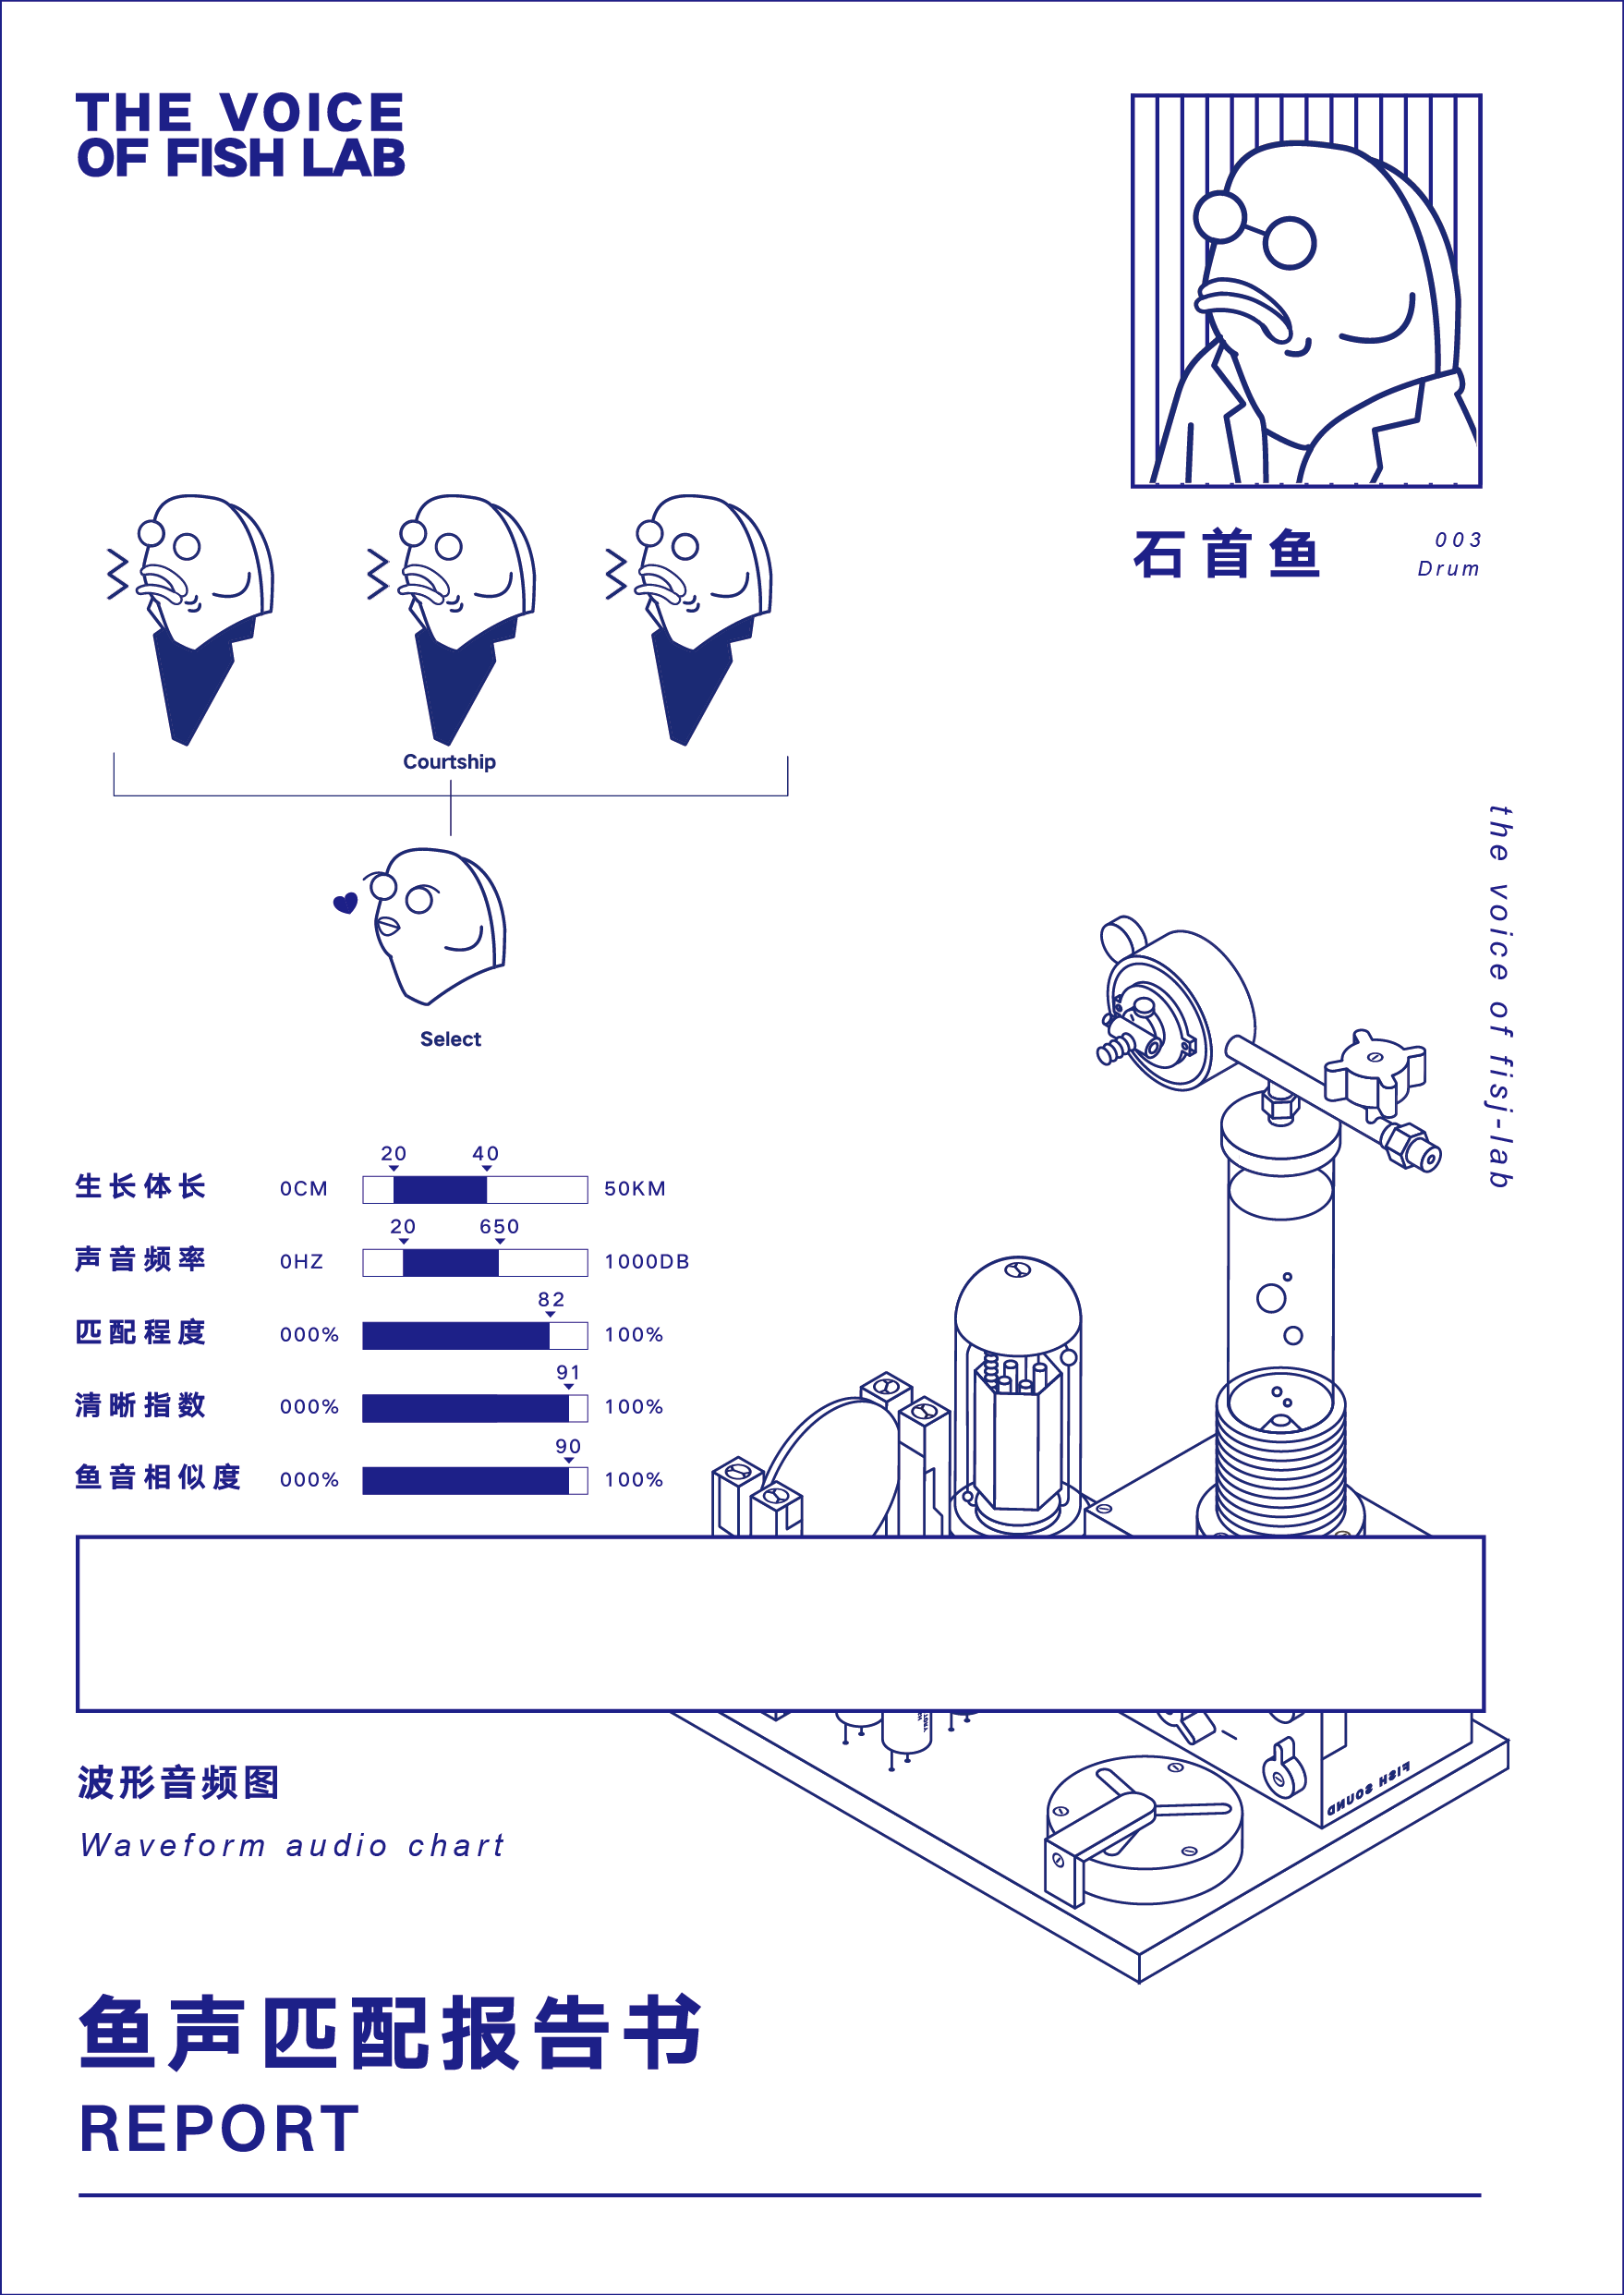 THE VOICE
OF FISH LAB
石首鱼
003
Drum
Courtship
Select
the voice of fisj-lab
生长体长 0CM 20 40 50KM
声音频率 0HZ 20 650 1000DB
匹配程度 000% 82 100%
清晰指数 000% 91 100%
鱼音相似度 000% 90 100%
FISH SOUND
波形音频图
Waveform audio chart
鱼声匹配报告书
REPORT